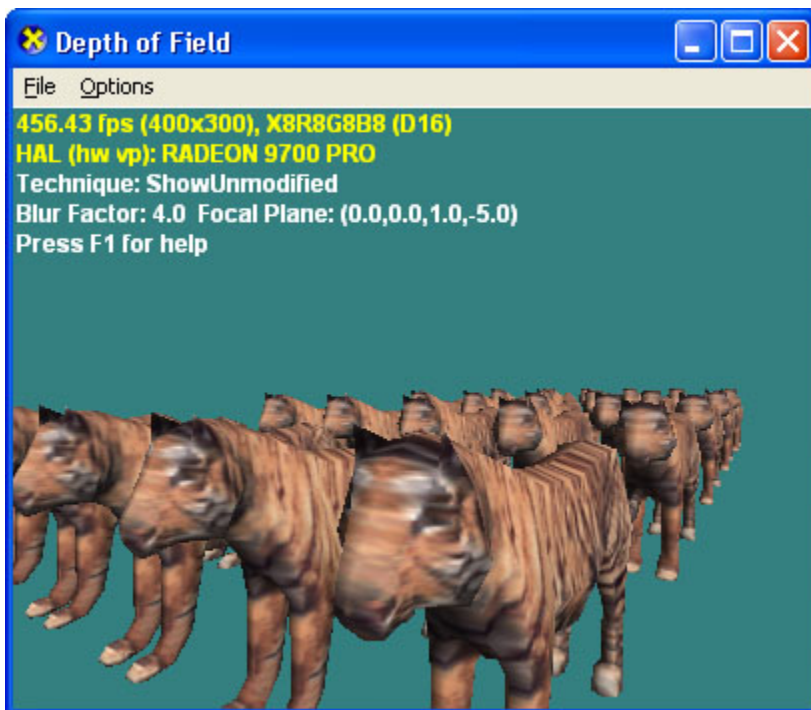 Depth of Field
File Options
456.43 fps (400x300), X8R8G8B8 (D16)
HAL (hw vp): RADEON 9700 PRO
Technique: ShowUnmodified
Blur Factor: 4.0 Focal Plane: (0.0,0.0,1.0,-5.0)
Press F1 for help